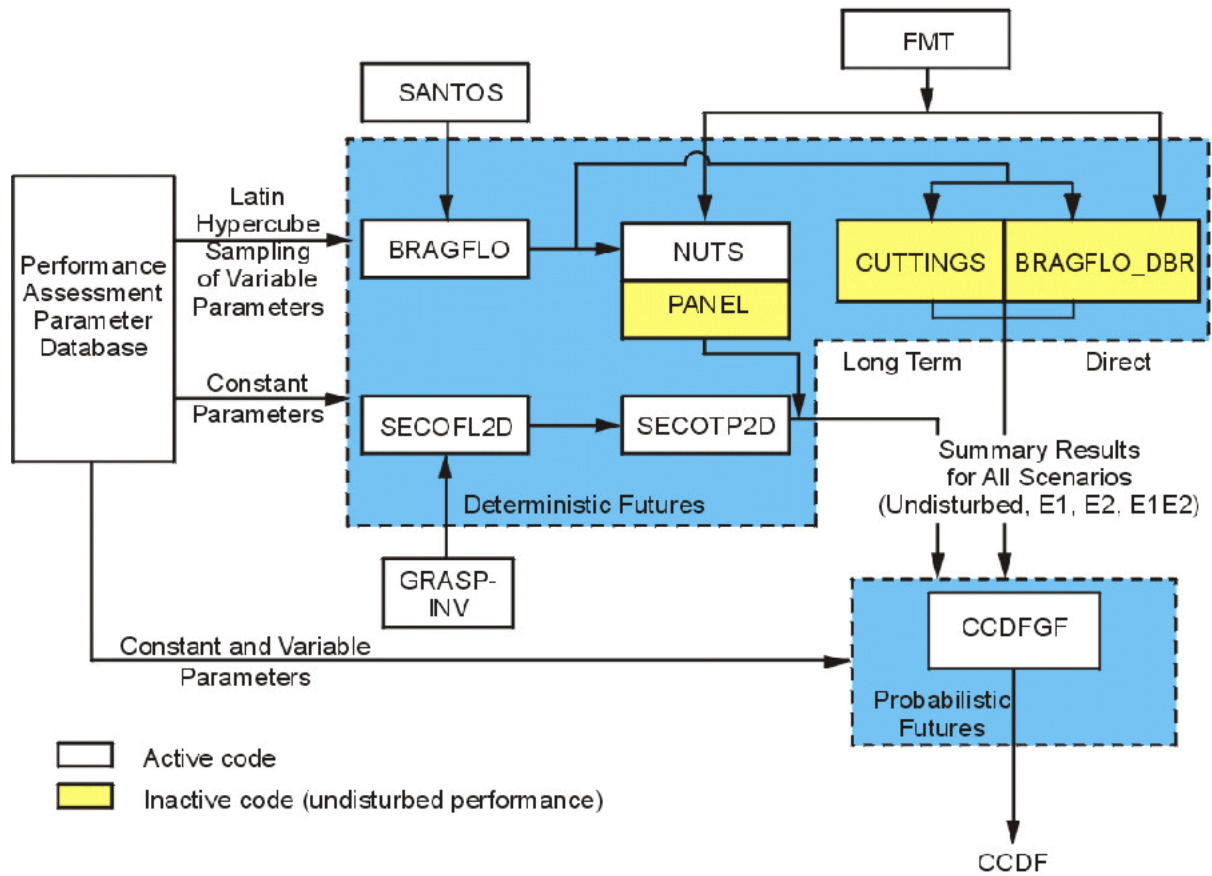 FMT
SANTOS
Latin
Hypercube
Sampling
of Variable
Parameters
Performance
Assessment
Parameter
Database
BRAGFLO
NUTS
PANEL
CUTTINGS
BRAGFLO_DBR
Constant
Parameters
Long Term
Direct
SECOFL2D
SECOTP2D
Deterministic Futures
Summary Results
for All Scenarios
(Undisturbed, E1, E2, E1E2)
GRASP-
INV
Constant and Variable
Parameters
CCDFGF
Probabilistic
Futures
Active code
Inactive code (undisturbed performance)
CCDF